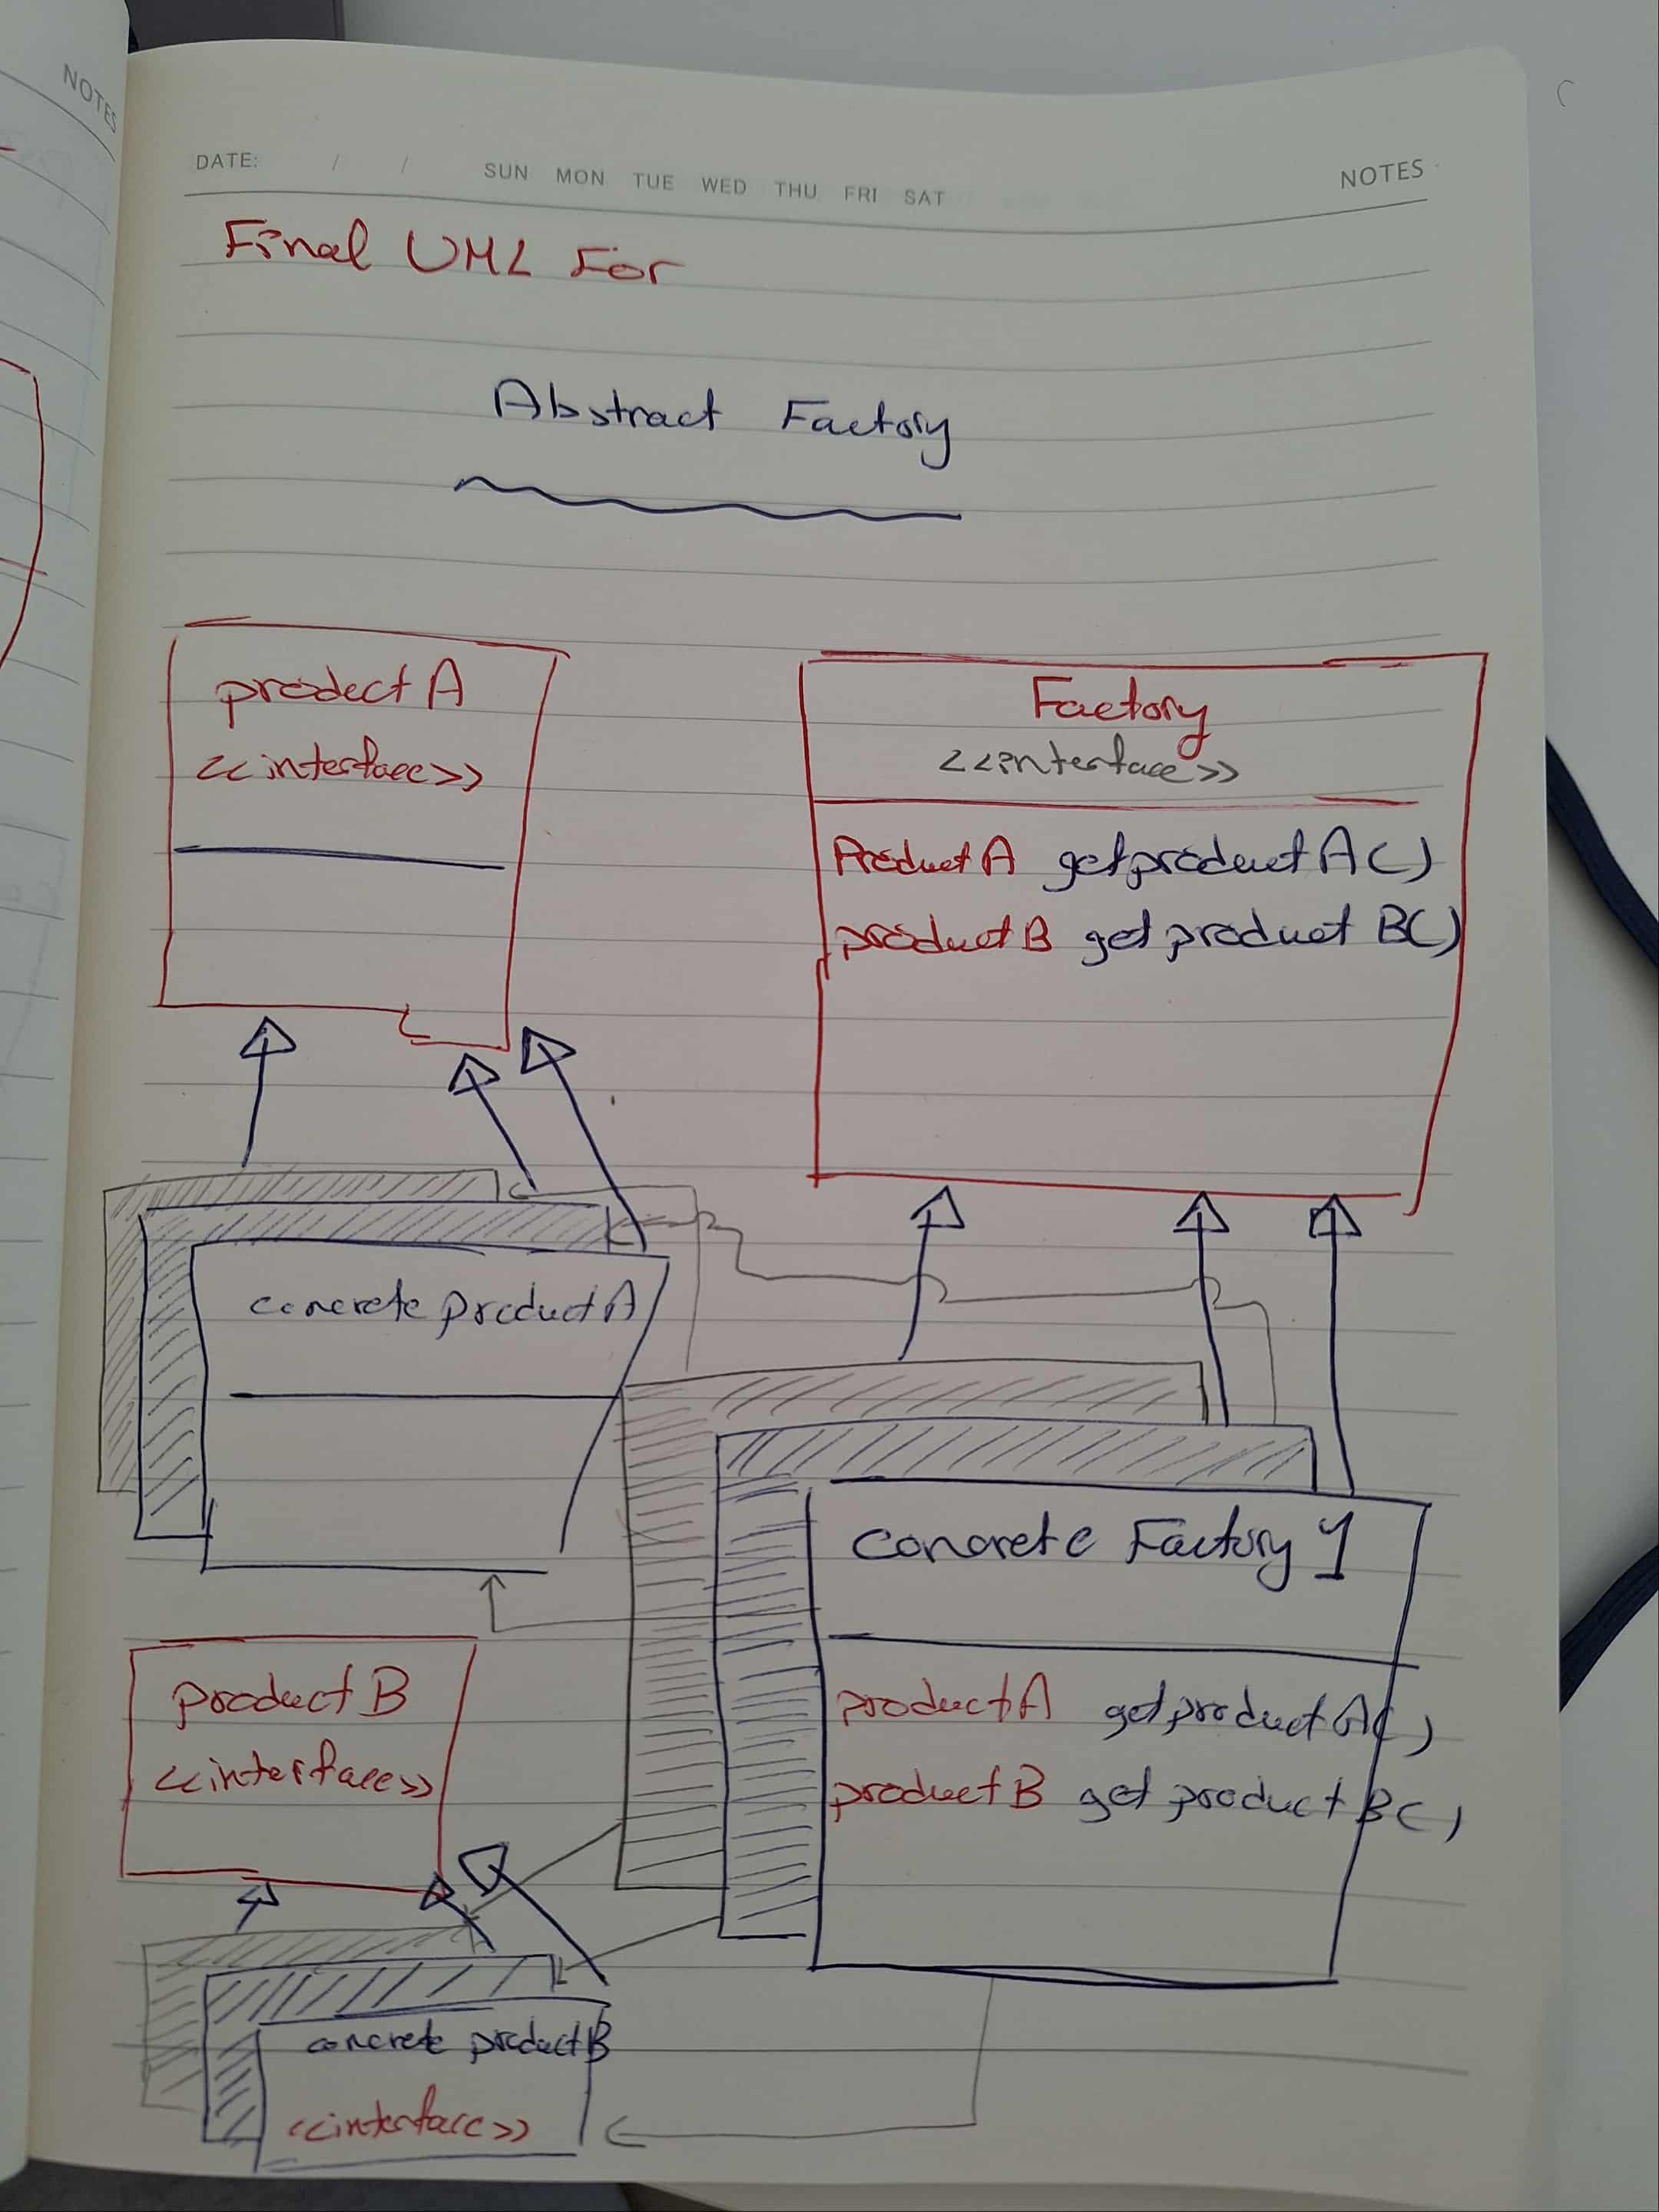 NOTES
DATE: / / SUN MON TUE WED THU FRI SAT NOTES
Final UML For
Abstract Factory
prodect A
<<interface>>
Factory
<<interface>>
Product A getproduct A()
product B get product B()
concrete product A
concrete Factory 1
product A getproduct A()
product B get product B()
product B
<<interface>>
concrete product B
<<interface>>